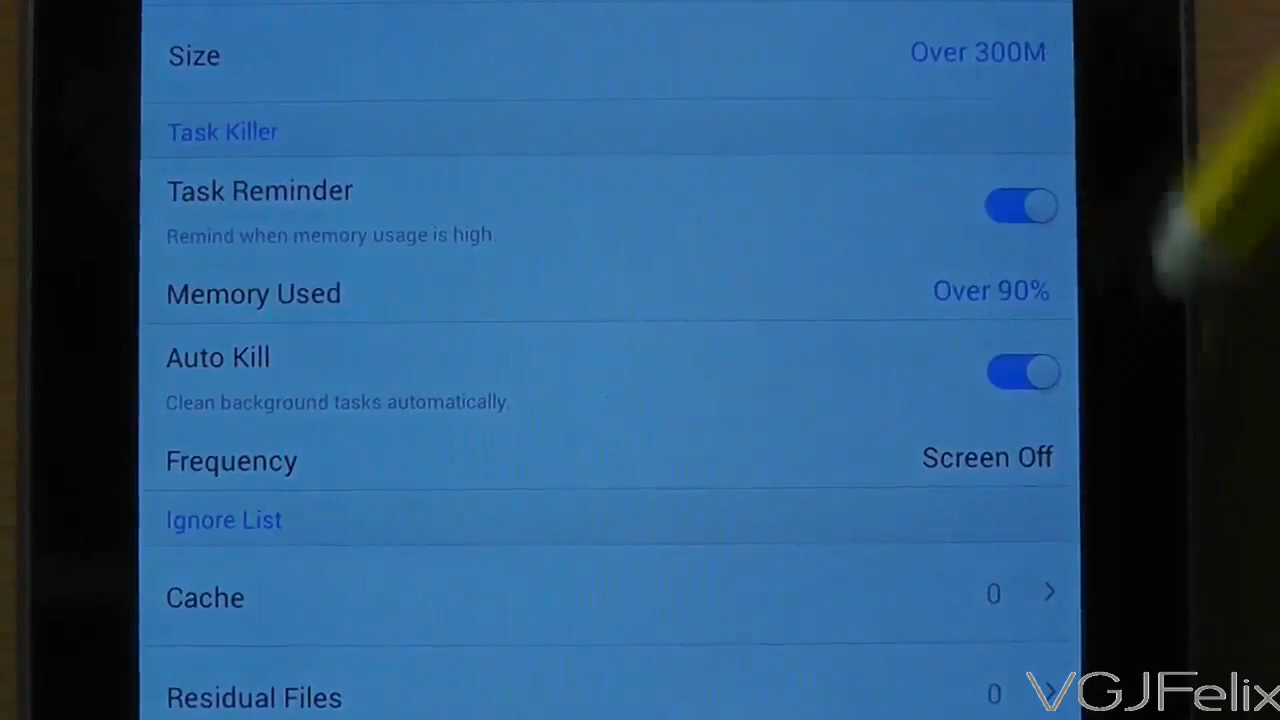 Size Over 300M
Task Killer
Task Reminder
Remind when memory usage is high.
Memory Used Over 90%
Auto Kill
Clean background tasks automatically.
Frequency Screen Off
Ignore List
Cache 0 >
Residual Files 0 >
VGJFelix